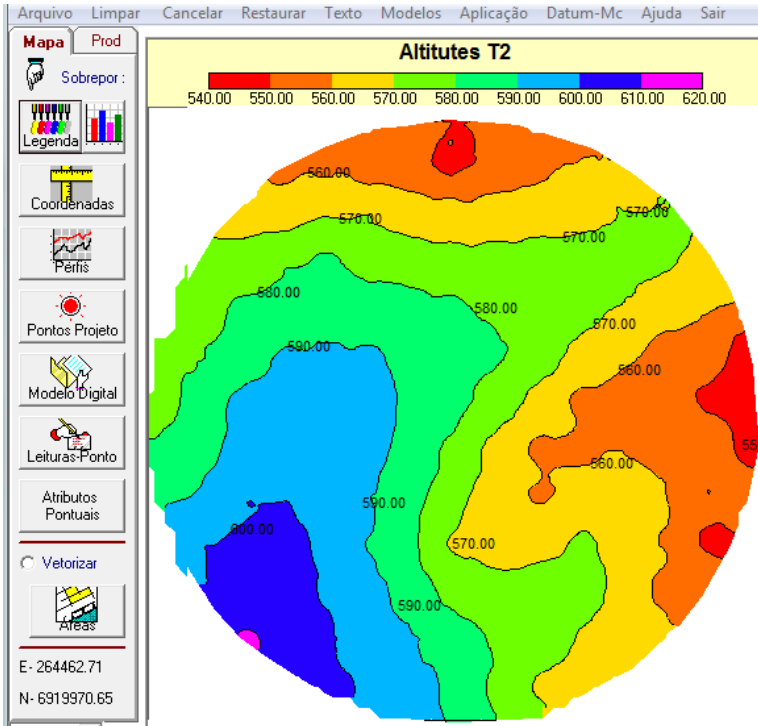 Arquivo Limpar Cancelar Restaurar Texto Modelos Aplicação Datum-Mc Ajuda Sair
Mapa Prod
Sobrepor :
Legenda
Coordenadas
Pérfis
Pontos Projeto
Modelo Digital
Leituras-Ponto
Atributos
Pontuais
Vetorizar
Áreas
E- 264462.71
N- 6919970.65
Altitutes T2
540.00 550.00 560.00 570.00 580.00 590.00 600.00 610.00 620.00
560.00
570.00
570.00
570.00
580.00
580.00
570.00
590.00
560.00
55
560.00
590.00
600.00
570.00
590.00